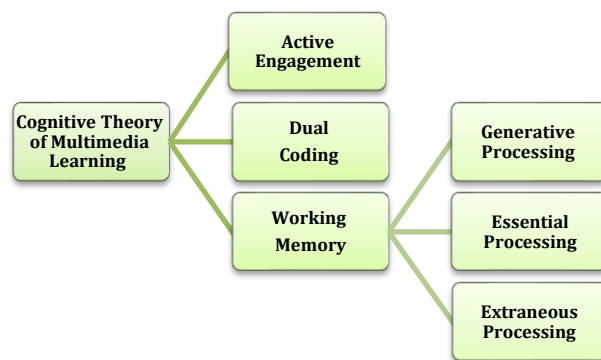 Active
Engagement
Cognitive Theory
of Multimedia
Learning
Dual
Coding
Working
Memory
Generative
Processing
Essential
Processing
Extraneous
Processing